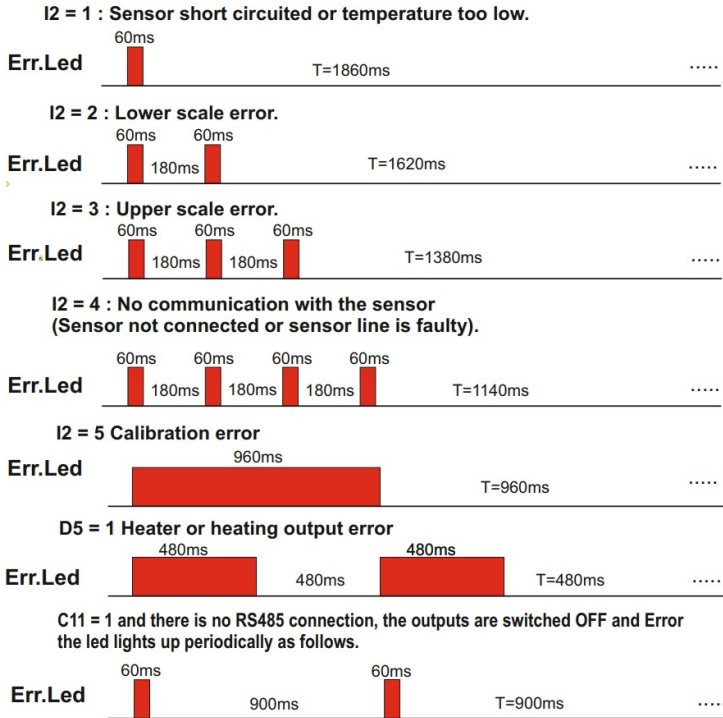 I2 = 1 : Sensor short circuited or temperature too low.
60ms
Err.Led T=1860ms .....
I2 = 2 : Lower scale error.
60ms 60ms
Err.Led 180ms T=1620ms .....
I2 = 3 : Upper scale error.
60ms 60ms 60ms
Err.Led 180ms 180ms T=1380ms .....
I2 = 4 : No communication with the sensor
(Sensor not connected or sensor line is faulty).
60ms 60ms 60ms 60ms
Err.Led 180ms 180ms 180ms T=1140ms .....
I2 = 5 Calibration error
960ms
Err.Led T=960ms .....
D5 = 1 Heater or heating output error
480ms 480ms
Err.Led 480ms T=480ms .....
C11 = 1 and there is no RS485 connection, the outputs are switched OFF and Error
the led lights up periodically as follows.
60ms 60ms
Err.Led 900ms T=900ms ....